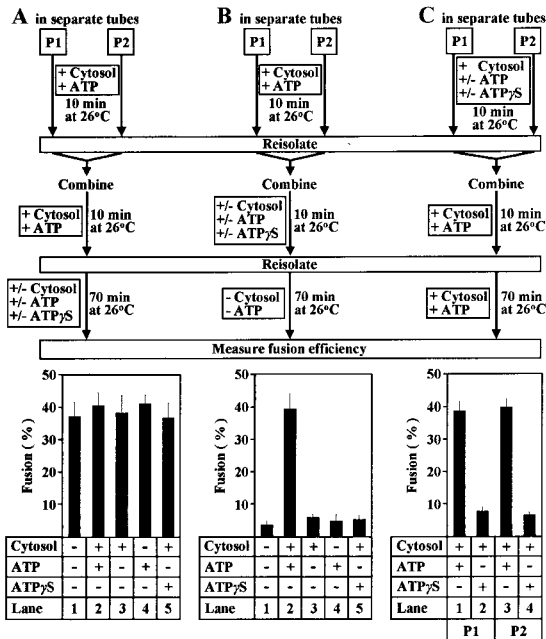 A in separate tubes
P1 P2
+ Cytosol
+ ATP
10 min
at 26°C
B in separate tubes
P1 P2
+ Cytosol
+ ATP
10 min
at 26°C
C in separate tubes
P1 P2
+ Cytosol
+/- ATP
+/- ATPγS
10 min
at 26°C
Reisolate
Combine
+ Cytosol
+ ATP
10 min
at 26°C
Combine
+/- Cytosol
+/- ATP
+/- ATPγS
10 min
at 26°C
Combine
+ Cytosol
+ ATP
10 min
at 26°C
Reisolate
+/- Cytosol
+/- ATP
+/- ATPγS
70 min
at 26°C
- Cytosol
- ATP
70 min
at 26°C
+ Cytosol
+ ATP
70 min
at 26°C
Measure fusion efficiency
A
Fusion ( % )
50
40
30
20
10
Cytosol - + + - +
ATP - + - + -
ATPγS - - - - +
Lane 1 2 3 4 5
B
Fusion ( % )
50
40
30
20
10
- + + - +
- + - + -
- - - - +
1 2 3 4 5
C
Fusion ( % )
50
40
30
20
10
Cytosol + + + +
ATP + - + -
ATPγS - + - +
Lane 1 2 3 4
P1 P2